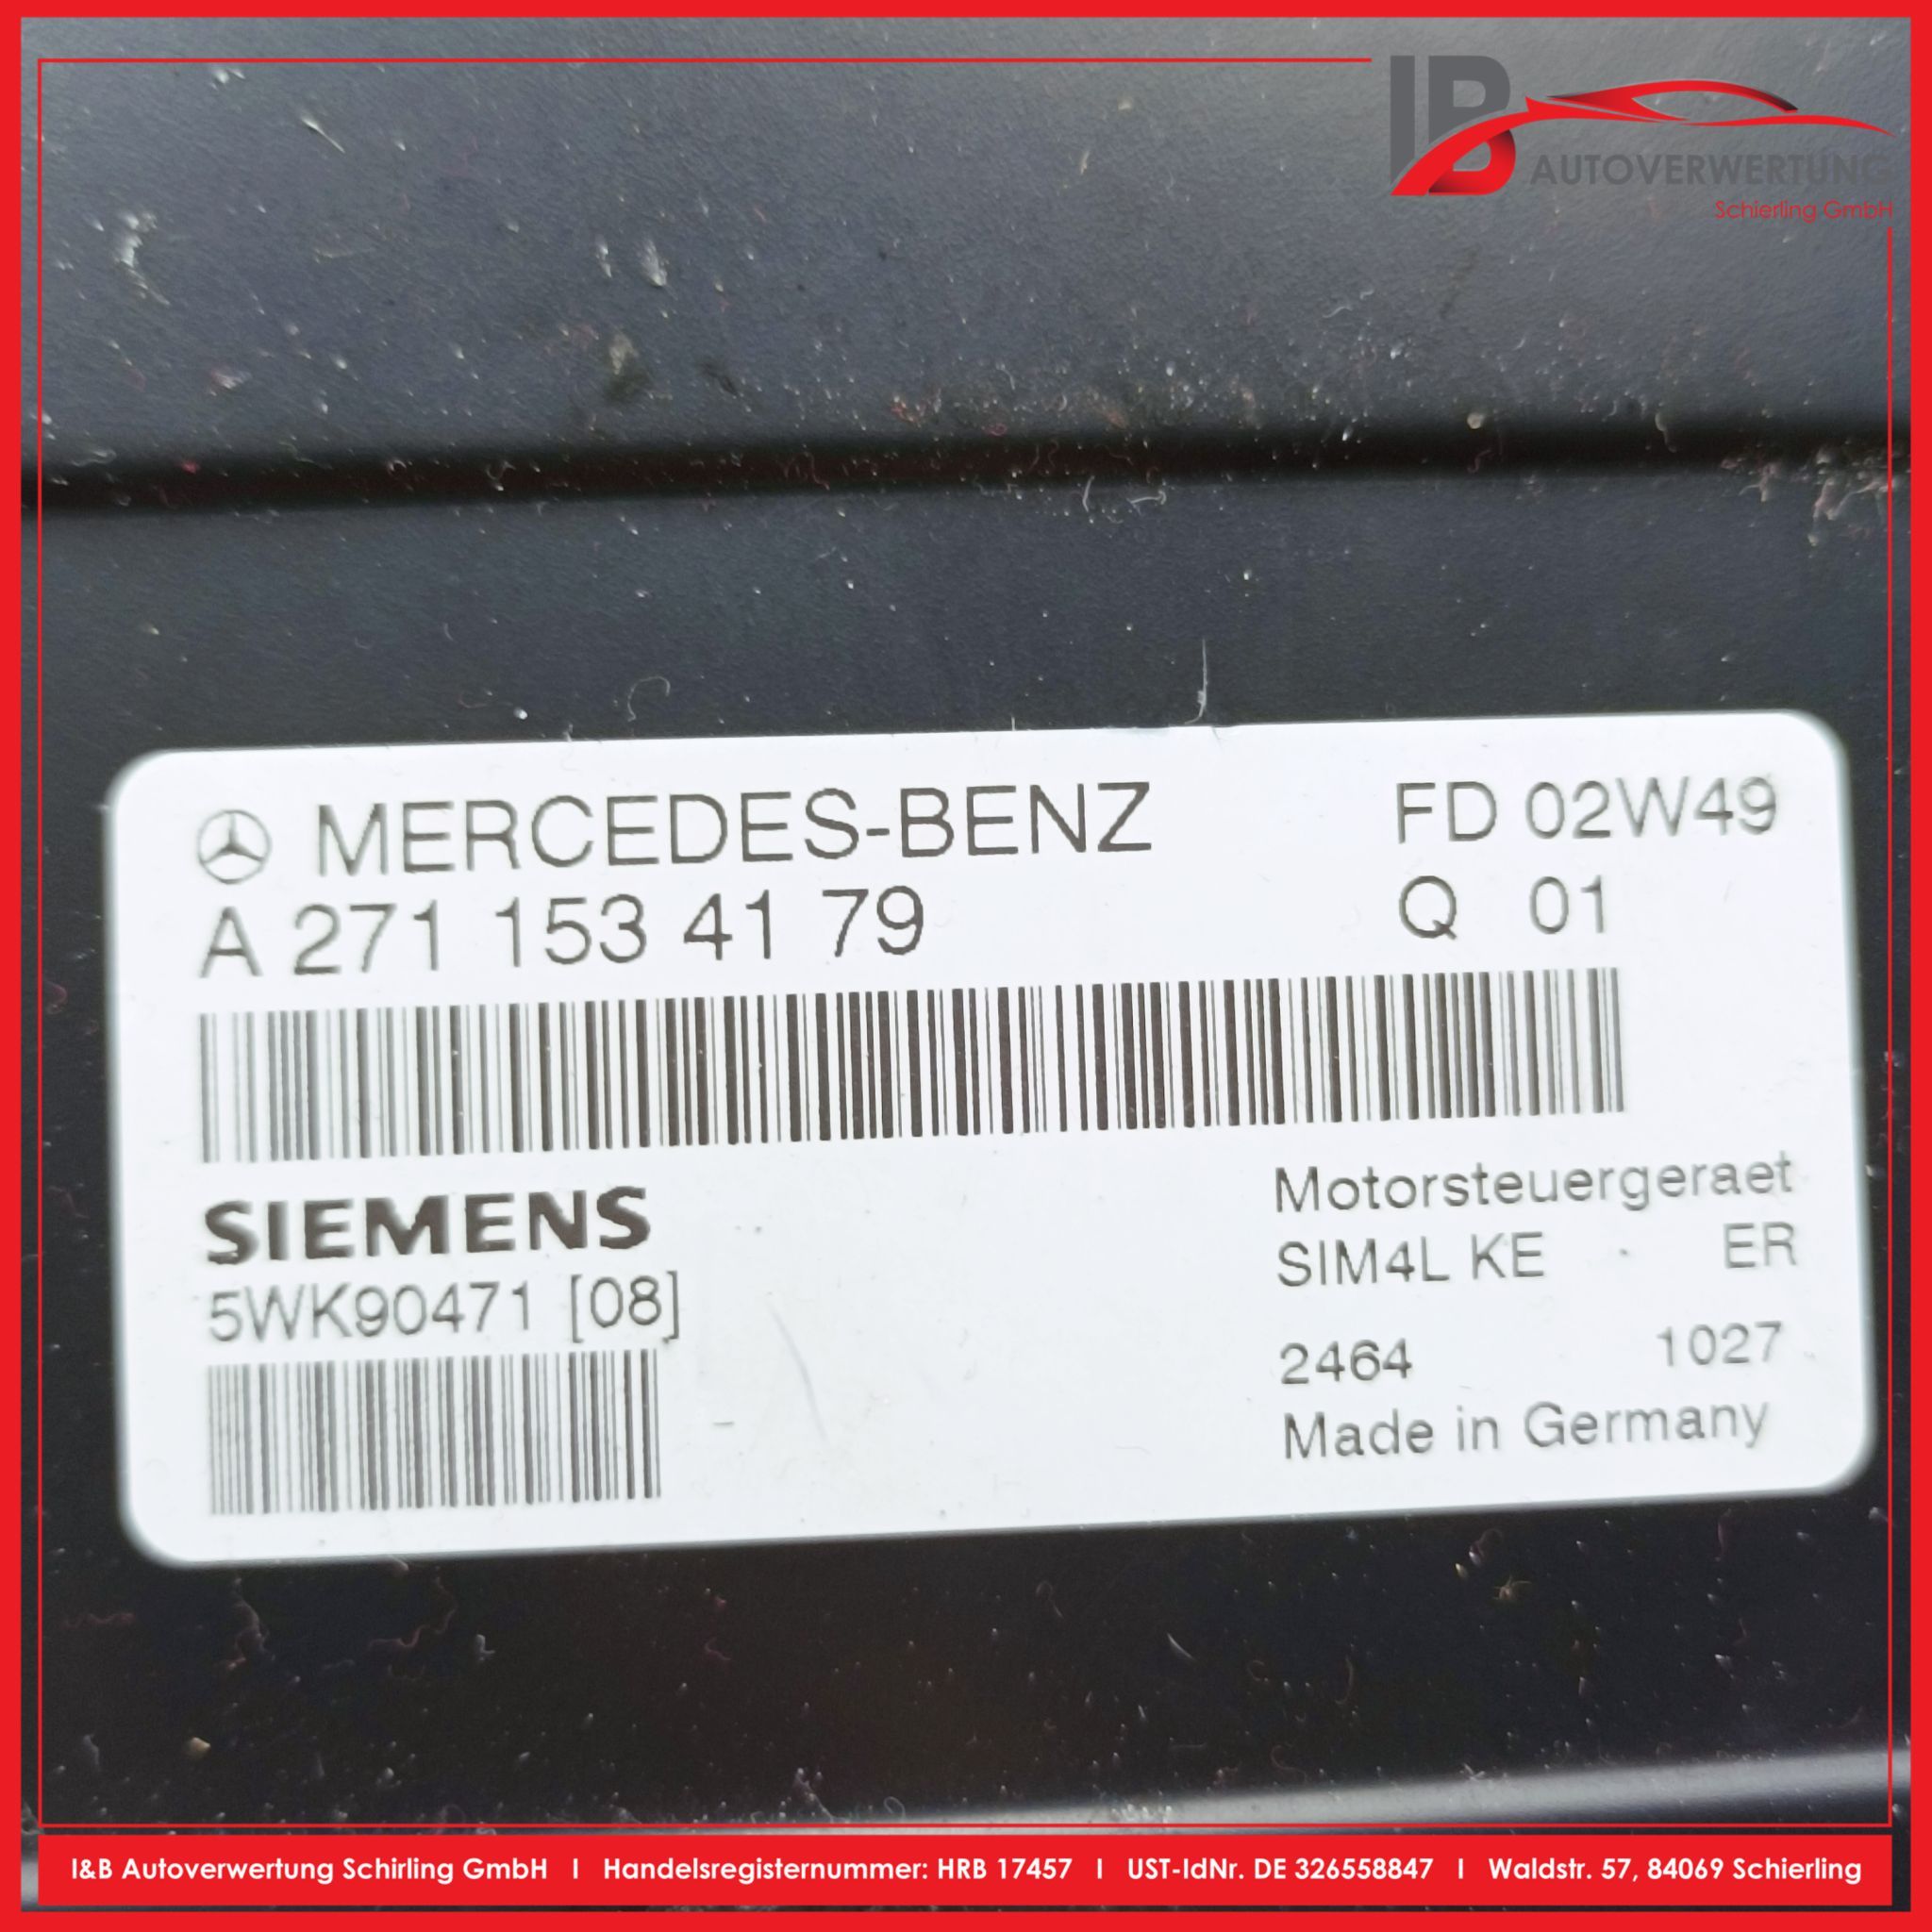 IB
AUTOVERWERTUNG
Schierling GmbH
MERCEDES-BENZ FD 02W49
A 271 153 41 79 Q 01
SIEMENS Motorsteuergeraet
5WK90471 [08] SIM4L KE ER
2464 1027
Made in Germany
I&B Autoverwertung Schirling GmbH I Handelsregisternummer: HRB 17457 I UST-IdNr. DE 326558847 I Waldstr. 57, 84069 Schierling